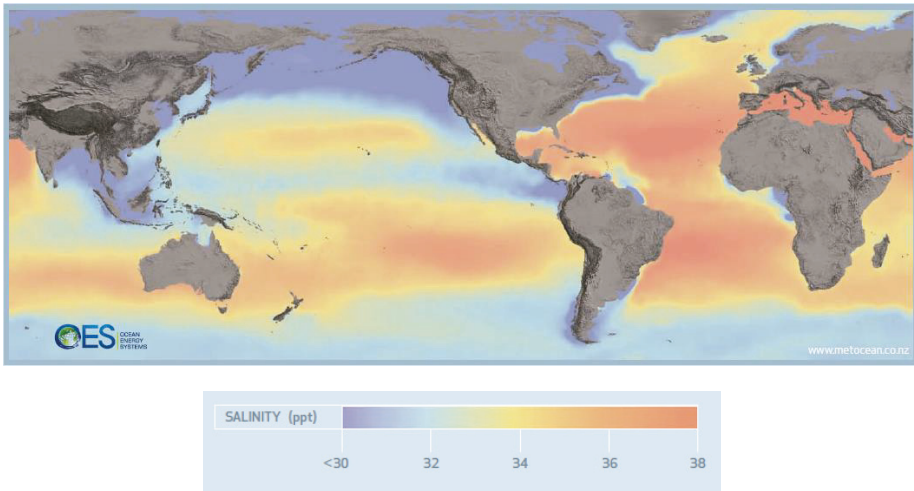 OES OCEAN
ENERGY
SYSTEMS
www.metocean.co.nz
SALINITY (ppt)
<30 32 34 36 38